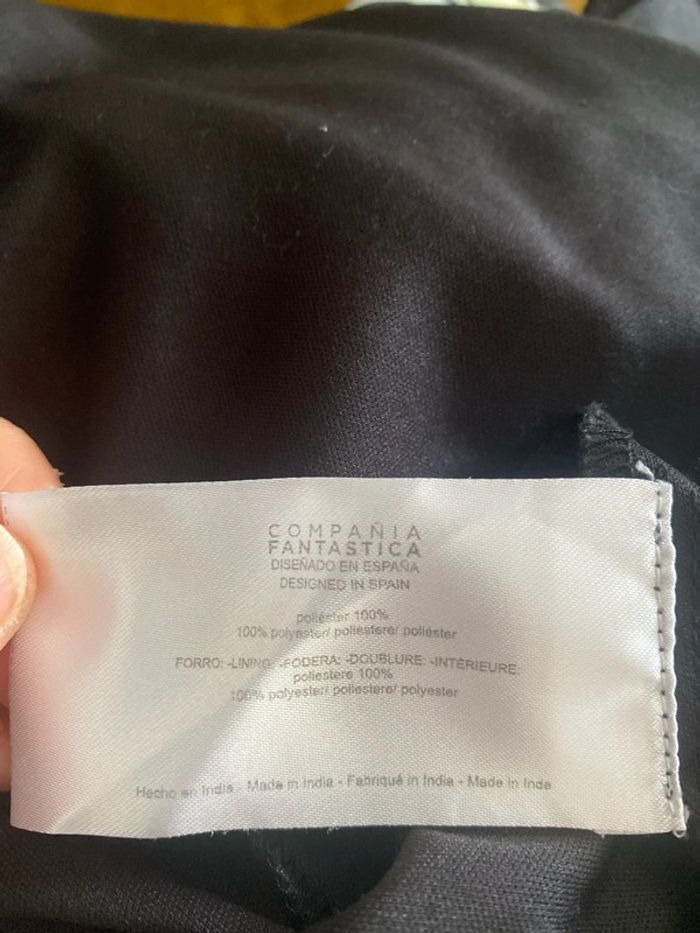 COMPAÑIA
FANTASTICA
DISEÑADO EN ESPAÑA
DESIGNED IN SPAIN
poliéster 100%
100% polyester/ poliestere/ poliéster
FORRO: -LINING: -FODERA: -DOUBLURE: -INTÉRIEURE:
poliestere 100%
100% polyester/ poliestere/ polyester
Hecho en India - Made in india - Fabriqué in India - Made in Inda